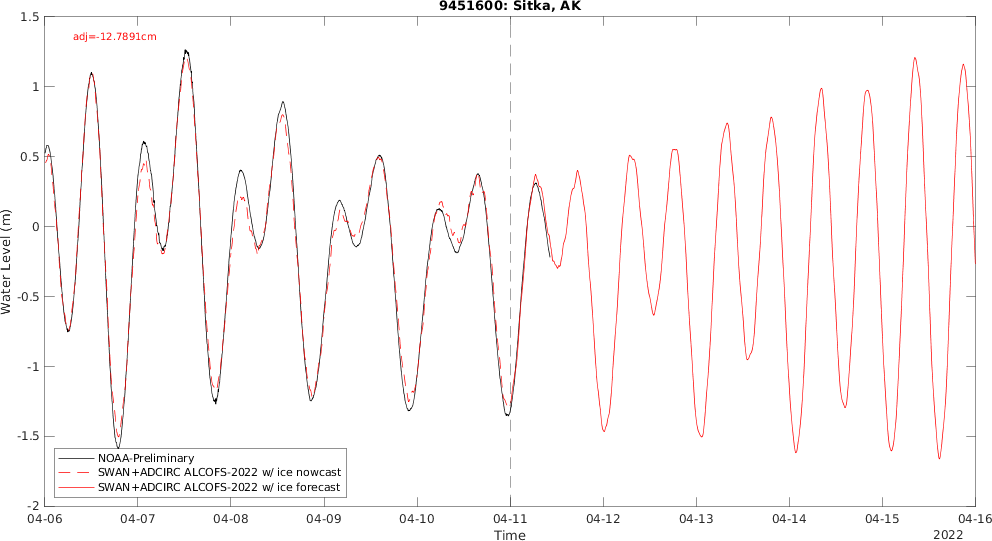 9451600: Sitka, AK
adj=-12.7891cm
Water Level (m)
1.5
1
0.5
0
-0.5
-1
-1.5
-2
NOAA-Preliminary
SWAN+ADCIRC ALCOFS-2022 w/ ice nowcast
SWAN+ADCIRC ALCOFS-2022 w/ ice forecast
04-06 04-07 04-08 04-09 04-10 04-11 04-12 04-13 04-14 04-15 04-16
Time
2022